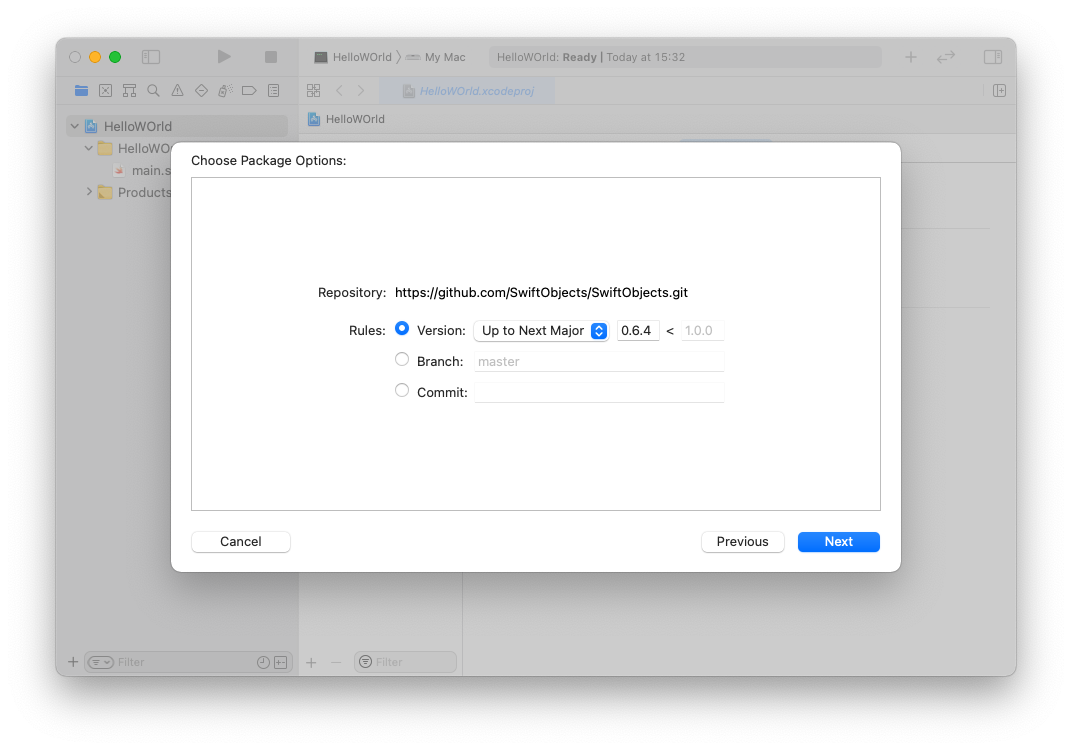 HelloWOrld 〉 My Mac
HelloWOrld: Ready | Today at 15:32
HelloWOrld.xcodeproj
HelloWOrld
HelloWOrld
HelloWO
main.s
Products
Choose Package Options:
Repository: https://github.com/SwiftObjects/SwiftObjects.git
Rules: Version: Up to Next Major 0.6.4 < 1.0.0
Branch: master
Commit:
Cancel Previous Next
Filter
Filter